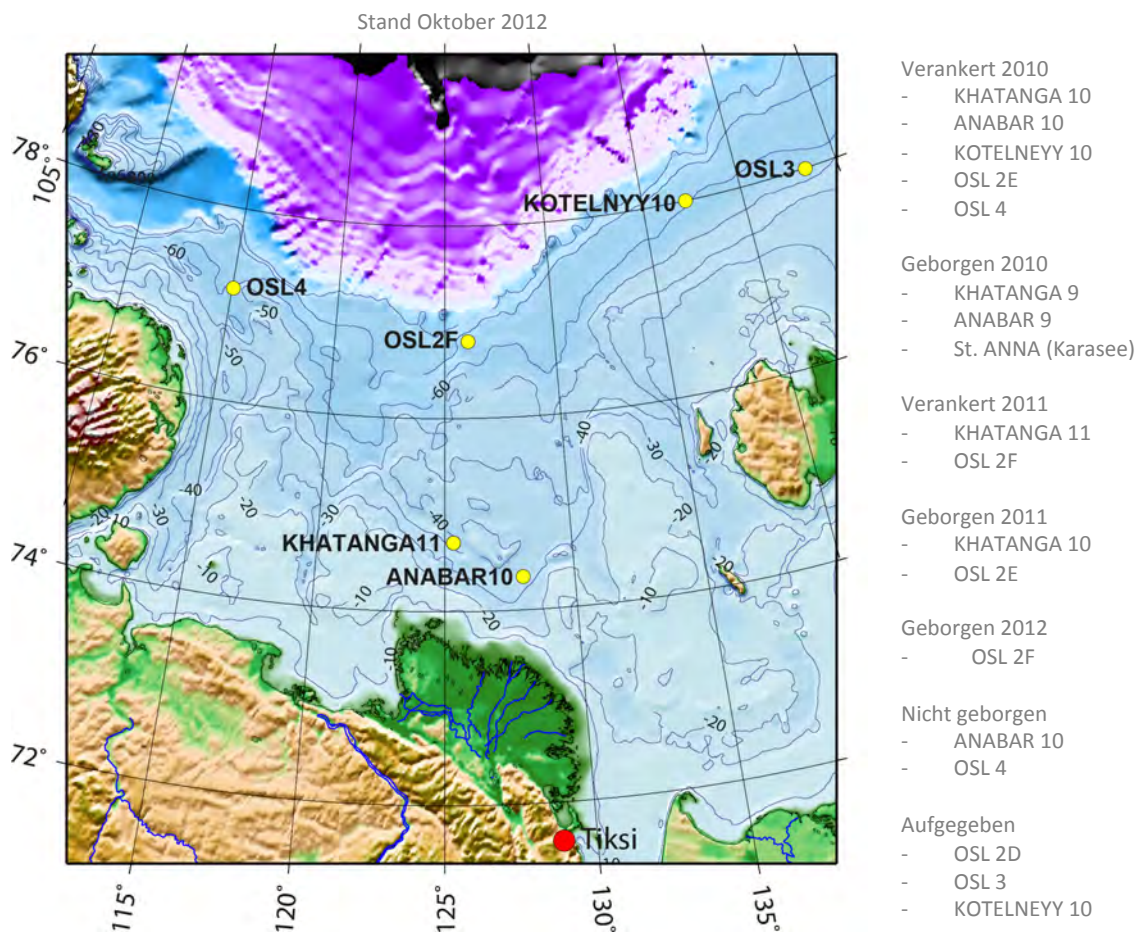 Stand Oktober 2012
78°
105°
76°
74°
72°
115°
120°
125°
130°
135°
OSL3
KOTELNYY10
OSL4
OSL2F
KHATANGA11
ANABAR10
Tiksi
-60
-50
-50
-60
-40
-30
-20
-20
-40
-30
-20
-10
-30
-40
-20
-10
-10
-20
-10
-20
-10
-20
Verankert 2010
- KHATANGA 10
- ANABAR 10
- KOTELNEYY 10
- OSL 2E
- OSL 4
Geborgen 2010
- KHATANGA 9
- ANABAR 9
- St. ANNA (Karasee)
Verankert 2011
- KHATANGA 11
- OSL 2F
Geborgen 2011
- KHATANGA 10
- OSL 2E
Geborgen 2012
- OSL 2F
Nicht geborgen
- ANABAR 10
- OSL 4
Aufgegeben
- OSL 2D
- OSL 3
- KOTELNEYY 10